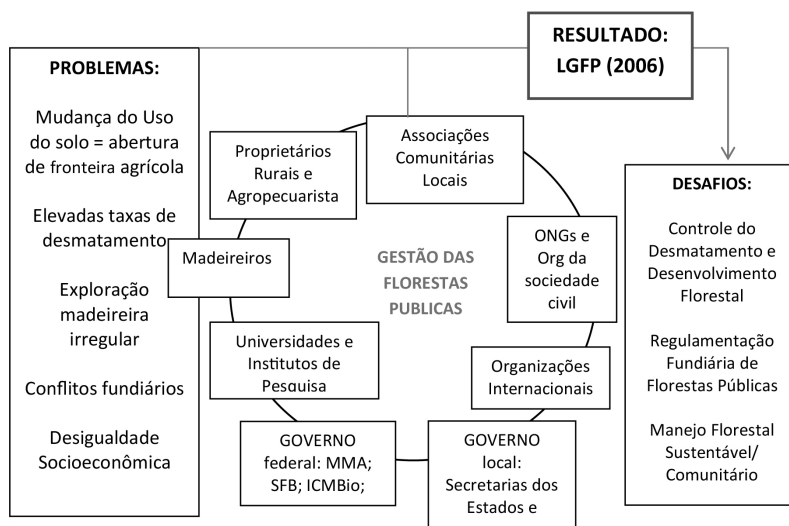 RESULTADO:
LGFP (2006)
PROBLEMAS:
Mudança do Uso
do solo = abertura
de fronteira agrícola
Elevadas taxas de
desmatamento
Exploração
madeireira
irregular
Conflitos fundiários
Desigualdade
Socioeconômica
Proprietários
Rurais e
Agropecuarista
Associações
Comunitárias
Locais
Madeireiros
GESTÃO DAS
FLORESTAS
PUBLICAS
ONGs e
Org da
sociedade
civil
Universidades e
Institutos de
Pesquisa
Organizações
Internacionais
GOVERNO
federal: MMA;
SFB; ICMBio;
GOVERNO
local:
Secretarias dos
Estados e
DESAFIOS:
Controle do
Desmatamento e
Desenvolvimento
Florestal
Regulamentação
Fundiária de
Florestas Públicas
Manejo Florestal
Sustentável/
Comunitário